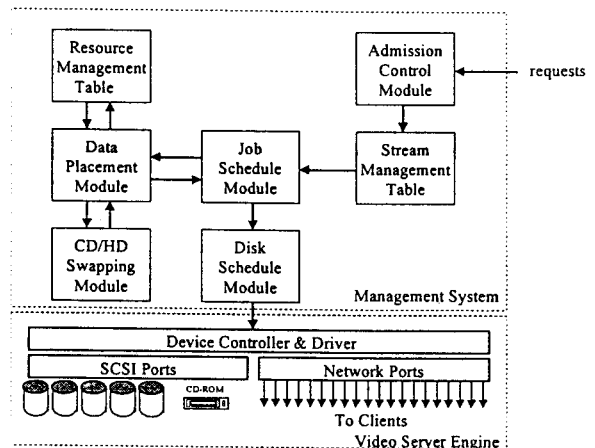 Resource
Management
Table
Admission
Control
Module
requests
Data
Placement
Module
Job
Schedule
Module
Stream
Management
Table
CD/HD
Swapping
Module
Disk
Schedule
Module
Management System
Device Controller & Driver
SCSI Ports
Network Ports
CD-ROM
To Clients
Video Server Engine